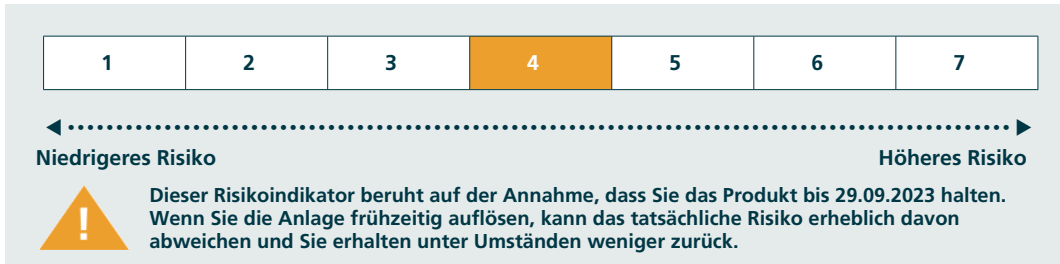 1 2 3 4 5 6 7
Niedrigeres Risiko Höheres Risiko
Dieser Risikoindikator beruht auf der Annahme, dass Sie das Produkt bis 29.09.2023 halten.
Wenn Sie die Anlage frühzeitig auflösen, kann das tatsächliche Risiko erheblich davon
abweichen und Sie erhalten unter Umständen weniger zurück.